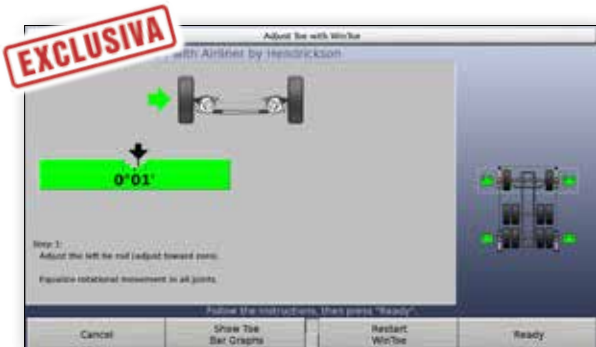 EXCLUSIVA
Adjust Toe with WinToe
with Airliner by Hendrickson
0°01'
Step 1:
Adjust the left tie rod (adjust toward zero).
Equalize rotational movement in all joints.
Follow the instructions, then press "Ready".
Cancel
Show Toe
Bar Graphs
Restart
WinToe
Ready